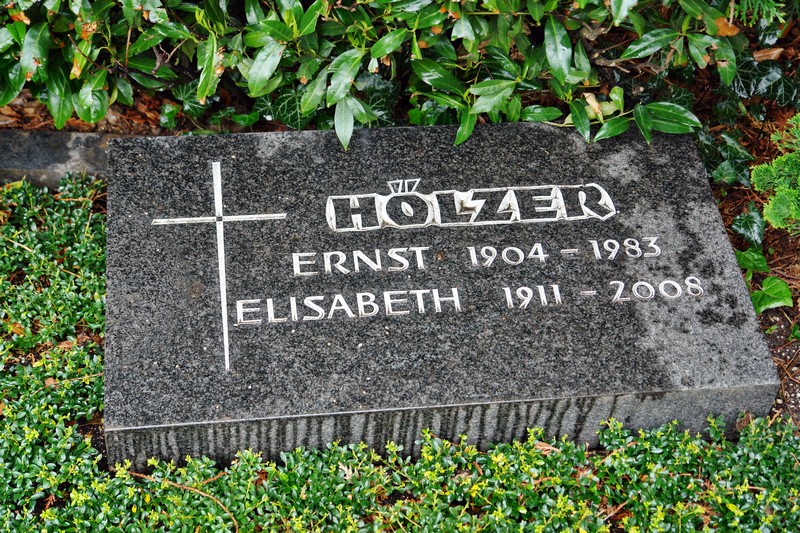 HÖLZER
ERNST 1904 – 1983
ELISABETH 1911 – 2008